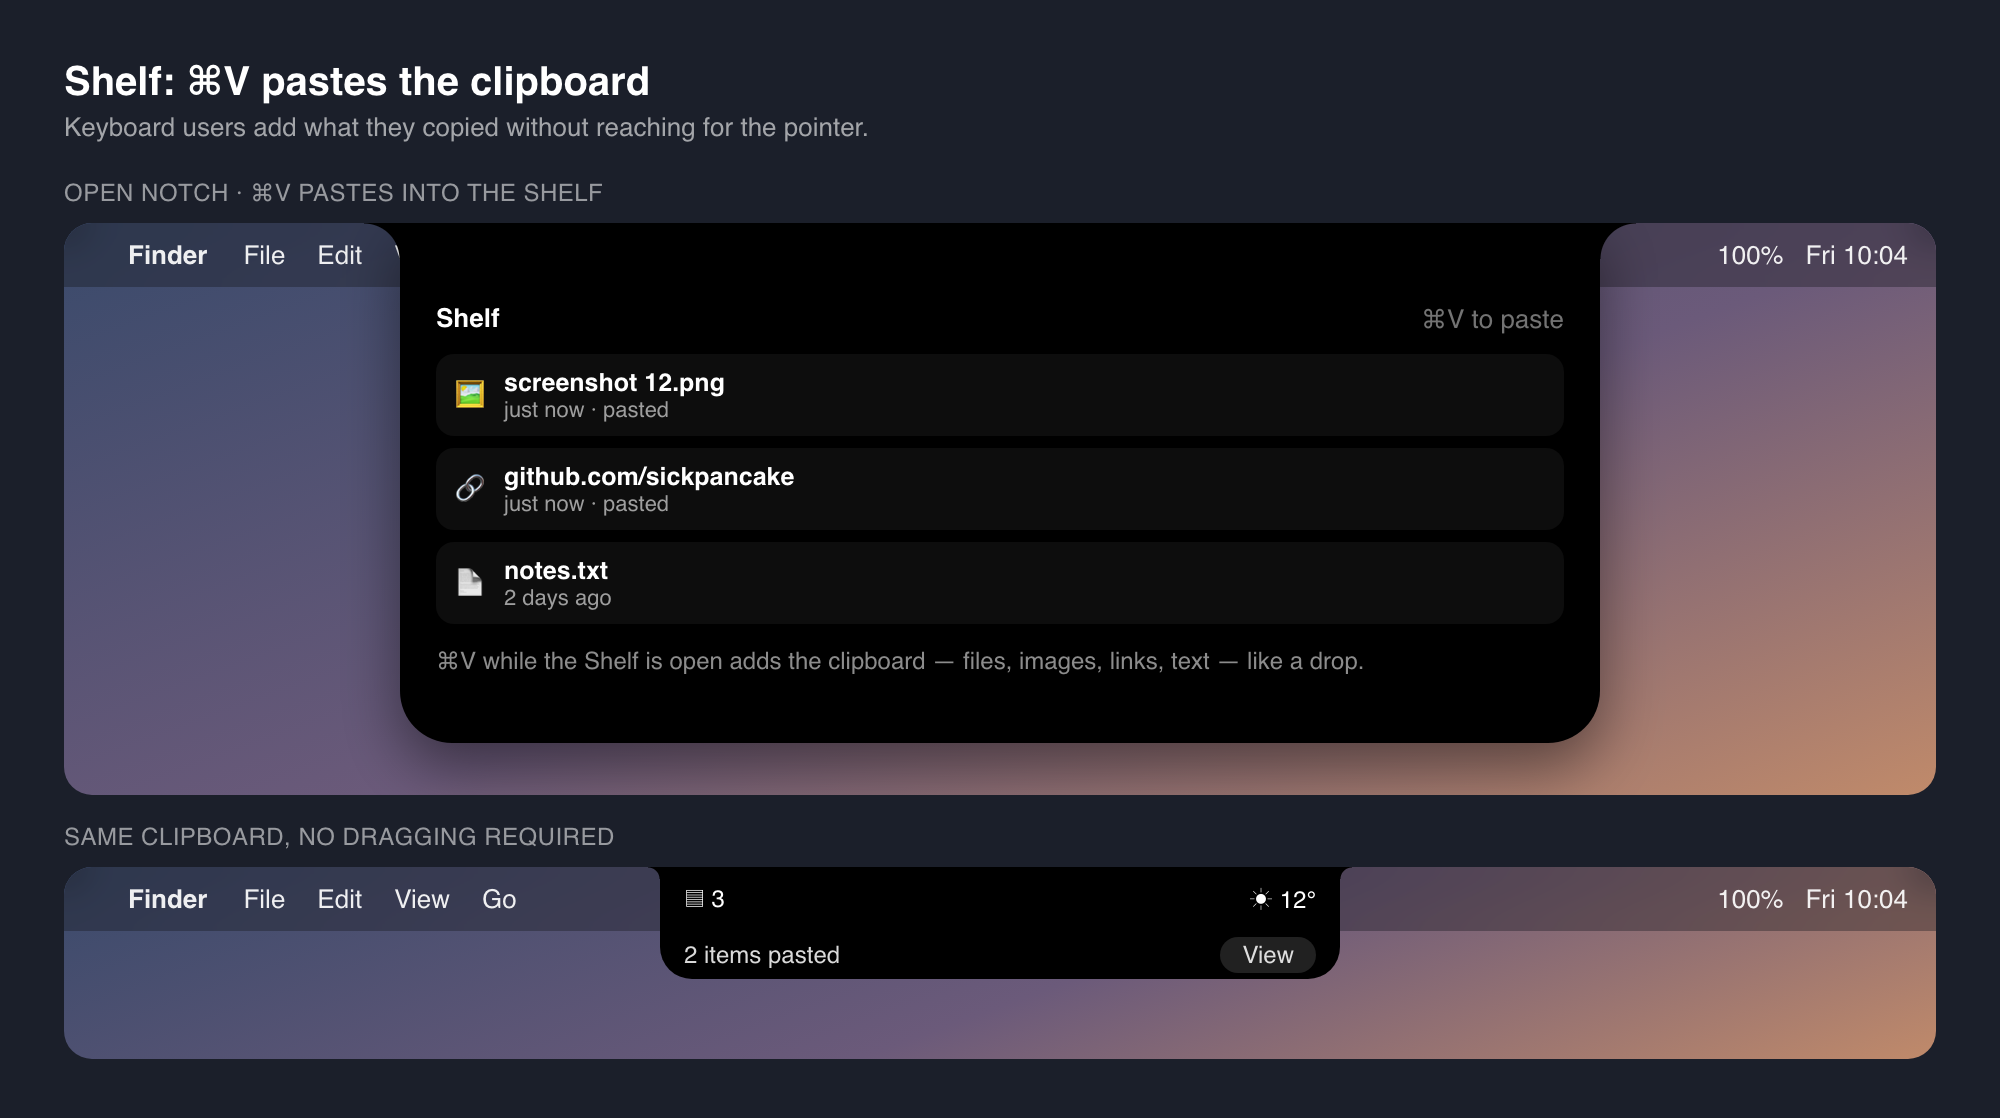 Shelf: ⌘V pastes the clipboard
Keyboard users add what they copied without reaching for the pointer.
OPEN NOTCH · ⌘V PASTES INTO THE SHELF
Finder File Edit
100% Fri 10:04
Shelf
⌘V to paste
screenshot 12.png
just now · pasted
github.com/sickpancake
just now · pasted
notes.txt
2 days ago
⌘V while the Shelf is open adds the clipboard — files, images, links, text — like a drop.
SAME CLIPBOARD, NO DRAGGING REQUIRED
Finder File Edit View Go
▤ 3
☀ 12°
100% Fri 10:04
2 items pasted
View